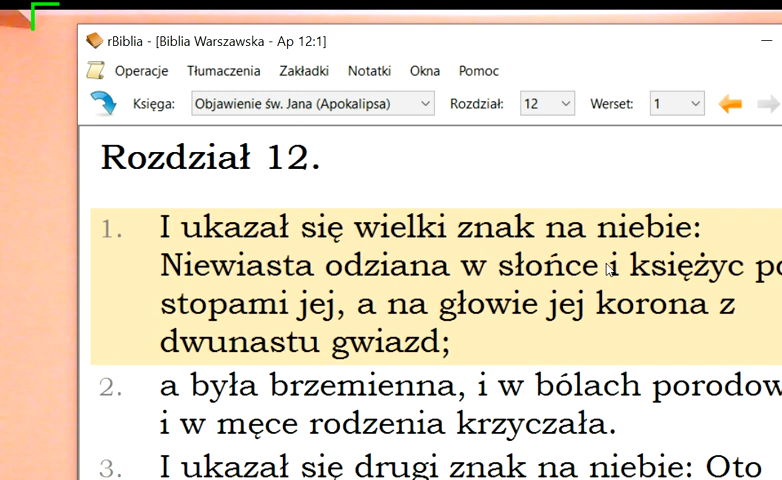 rBiblia - [Biblia Warszawska - Ap 12:1]
Operacje Tłumaczenia Zakładki Notatki Okna Pomoc
Księga: Objawienie św. Jana (Apokalipsa) Rozdział: 12 Werset: 1
Rozdział 12.
1. I ukazał się wielki znak na niebie:
Niewiasta odziana w słońce i księżyc po
stopami jej, a na głowie jej korona z
dwunastu gwiazd;
2. a była brzemienna, i w bólach porodow
i w męce rodzenia krzyczała.
3. I ukazał się drugi znak na niebie: Oto